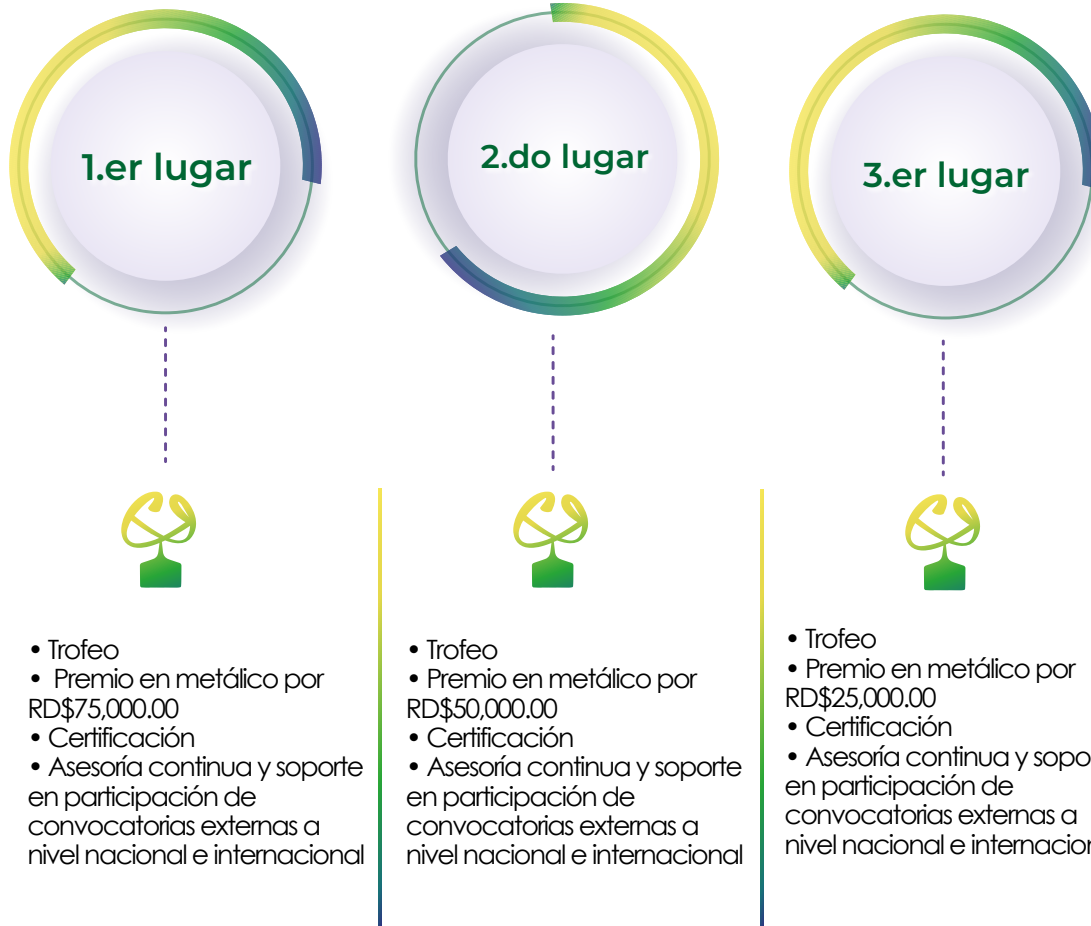 1.er lugar
• Trofeo
• Premio en metálico por
RD$75,000.00
• Certificación
• Asesoría continua y soporte
en participación de
convocatorias externas a
nivel nacional e internacional
2.do lugar
• Trofeo
• Premio en metálico por
RD$50,000.00
• Certificación
• Asesoría continua y soporte
en participación de
convocatorias externas a
nivel nacional e internacional
3.er lugar
• Trofeo
• Premio en metálico por
RD$25,000.00
• Certificación
• Asesoría continua y
en participación de
convocatorias externas a
nivel nacional e